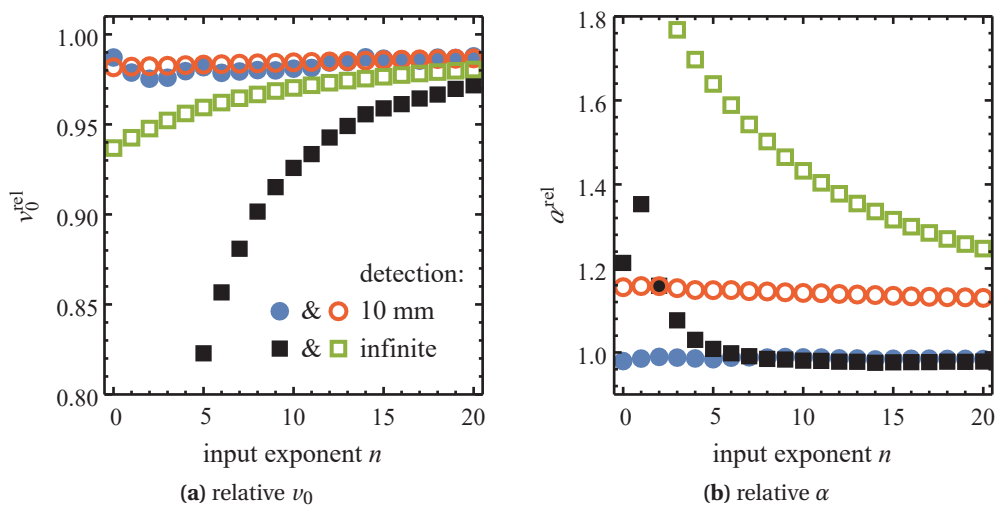 1.00
0.95
0.90
0.85
0.80
v₀^rel
detection:
& 10 mm
& infinite
0 5 10 15 20
input exponent n
(a) relative v₀
1.8
1.6
1.4
1.2
1.0
α^rel
0 5 10 15 20
input exponent n
(b) relative α